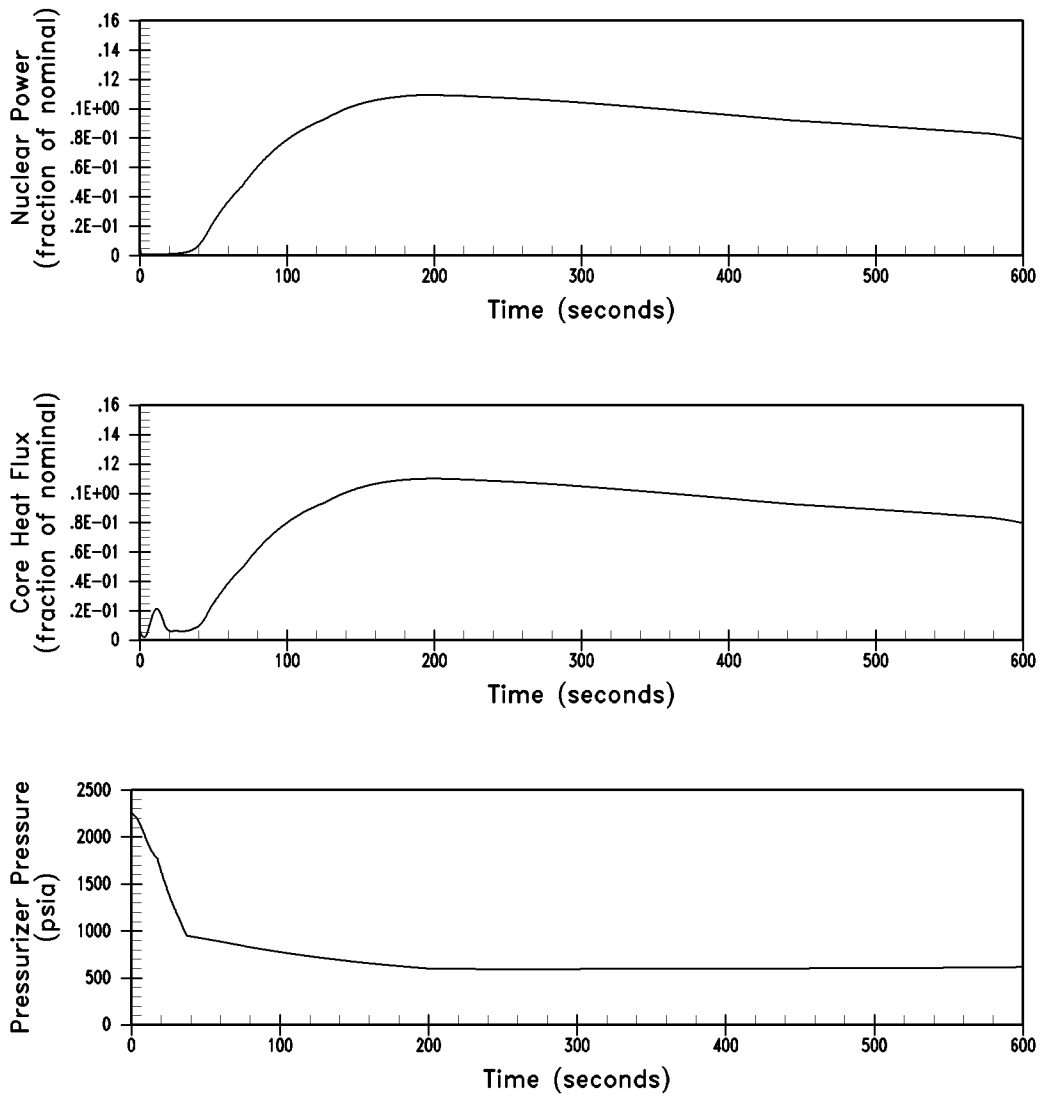 Nuclear Power
(fraction of nominal)
.16
.14
.12
.1E+00
.8E-01
.6E-01
.4E-01
.2E-01
0
0 100 200 300 400 500 600
Time (seconds)
Core Heat Flux
(fraction of nominal)
.16
.14
.12
.1E+00
.8E-01
.6E-01
.4E-01
.2E-01
0
0 100 200 300 400 500 600
Time (seconds)
Pressurizer Pressure
(psia)
2500
2000
1500
1000
500
0
0 100 200 300 400 500 600
Time (seconds)